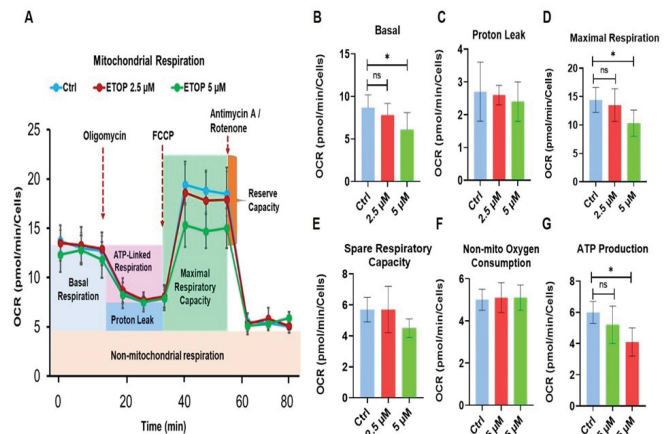 A
Mitochondrial Respiration
Ctrl ETOP 2.5 µM ETOP 5 µM
Oligomycin
FCCP
Antimycin A /
Rotenone
Reserve
Capacity
ATP-Linked
Respiration
Basal
Respiration
Maximal
Respiratory
Capacity
Proton Leak
Non-mitochondrial respiration
OCR (pmol/min/Cells)
25
20
15
10
5
0
0 20 40 60 80
Time (min)
B
Basal
OCR (pmol/min/Cells)
15
10
5
0
*
ns
Ctrl 2.5 µM 5 µM
C
Proton Leak
OCR (pmol/min/Cells)
4
3
2
1
0
Ctrl 2.5 µM 5 µM
D
Maximal Respiration
OCR (pmol/min/Cells)
20
15
10
5
0
*
ns
Ctrl 2.5 µM 5 µM
E
Spare Respiratory
Capacity
OCR (pmol/min/Cells)
8
6
4
2
0
Ctrl 2.5 µM 5 µM
F
Non-mito Oxygen
Consumption
OCR (pmol/min/Cells)
6
4
2
0
Ctrl
G
ATP Production
OCR (pmol/min/Cells)
8
6
4
2
0
*
ns
Ctrl